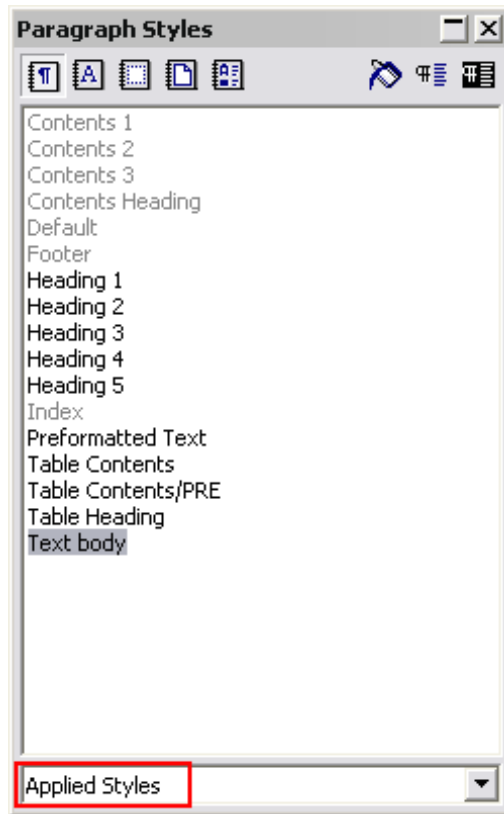 Paragraph Styles
Contents 1
Contents 2
Contents 3
Contents Heading
Default
Footer
Heading 1
Heading 2
Heading 3
Heading 4
Heading 5
Index
Preformatted Text
Table Contents
Table Contents/PRE
Table Heading
Text body
Applied Styles